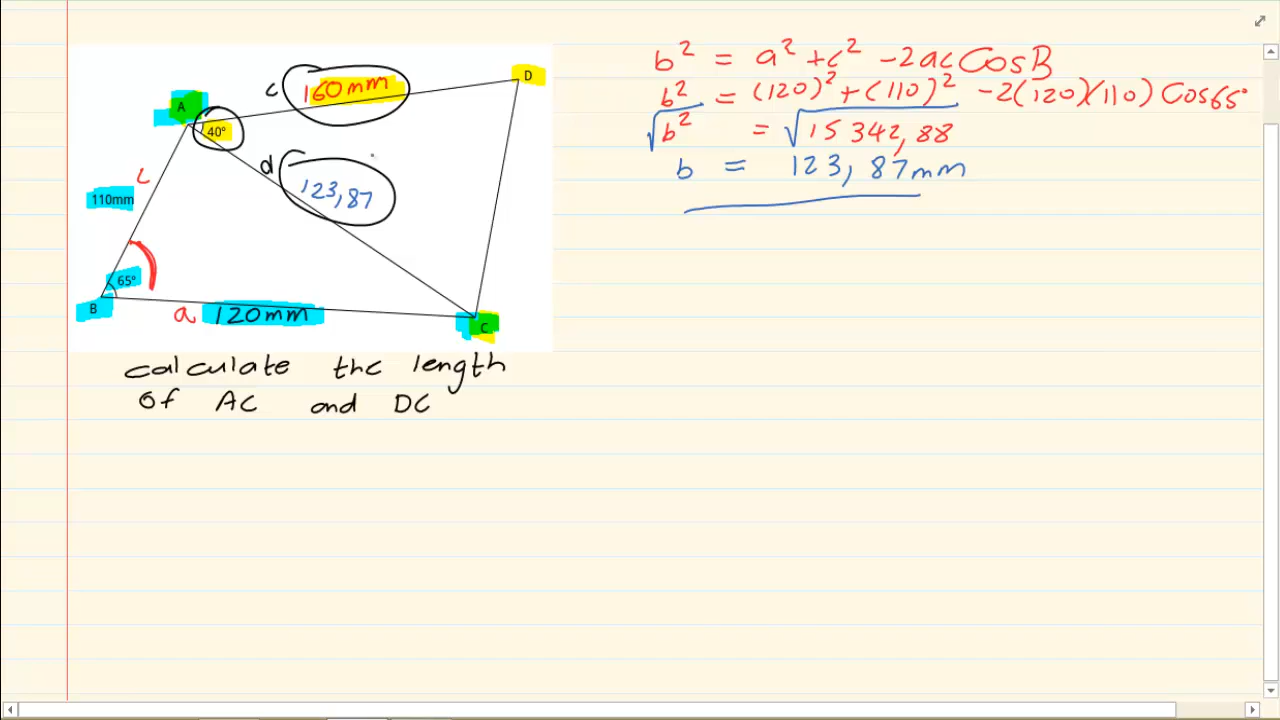 b² = a² + c² - 2ac Cos B
b² = (120)² + (110)² - 2(120)(110) Cos 65°
√b² = √15 342,88
b = 123,87mm
D
c 160mm
A
40°
d
123,87
c
110mm
65°
B
a 120mm
C
calculate the length
of AC and DC